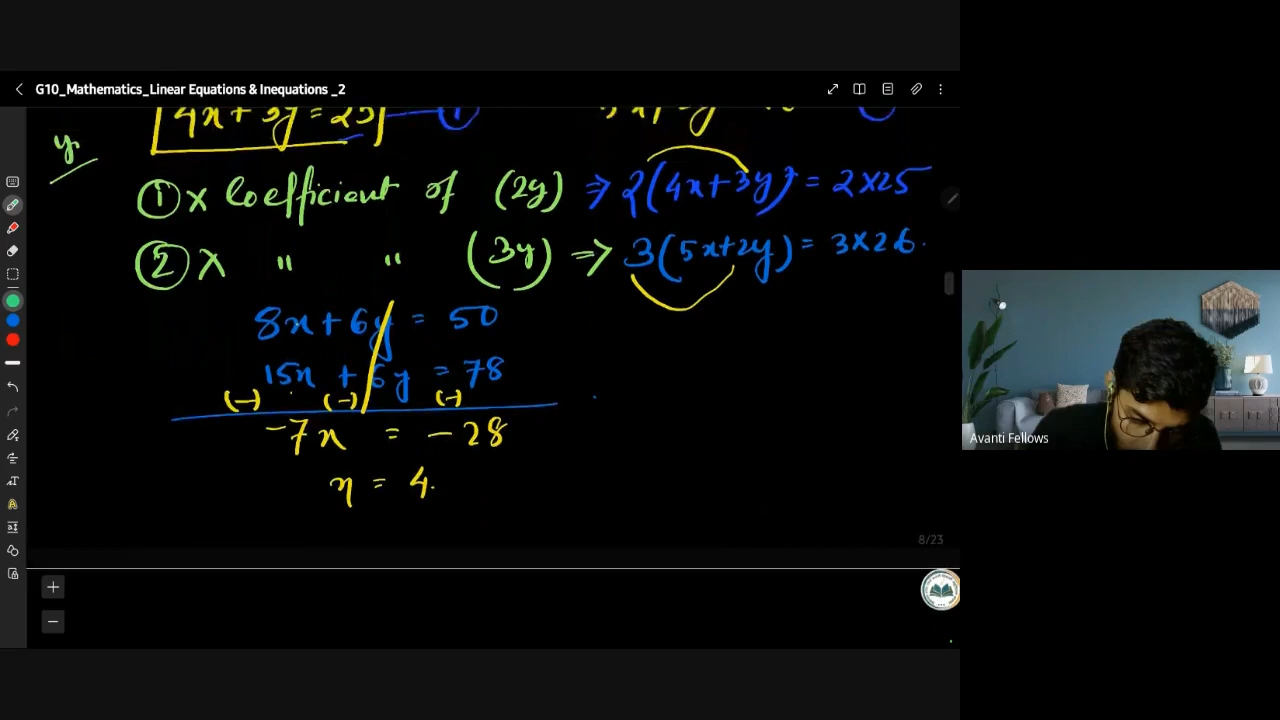 G10_Mathematics_Linear Equations & Inequations _2
4x + 3y = 25 — ①
y.
① × Coefficient of (2y) ⇒ 2(4x+3y) = 2×25
② × " " (3y) ⇒ 3(5x+2y) = 3×26.
8x + 6y = 50
15x + 6y = 78
(-) (-) (-)
-7x = -28
x = 4.
8/23
Avanti Fellows